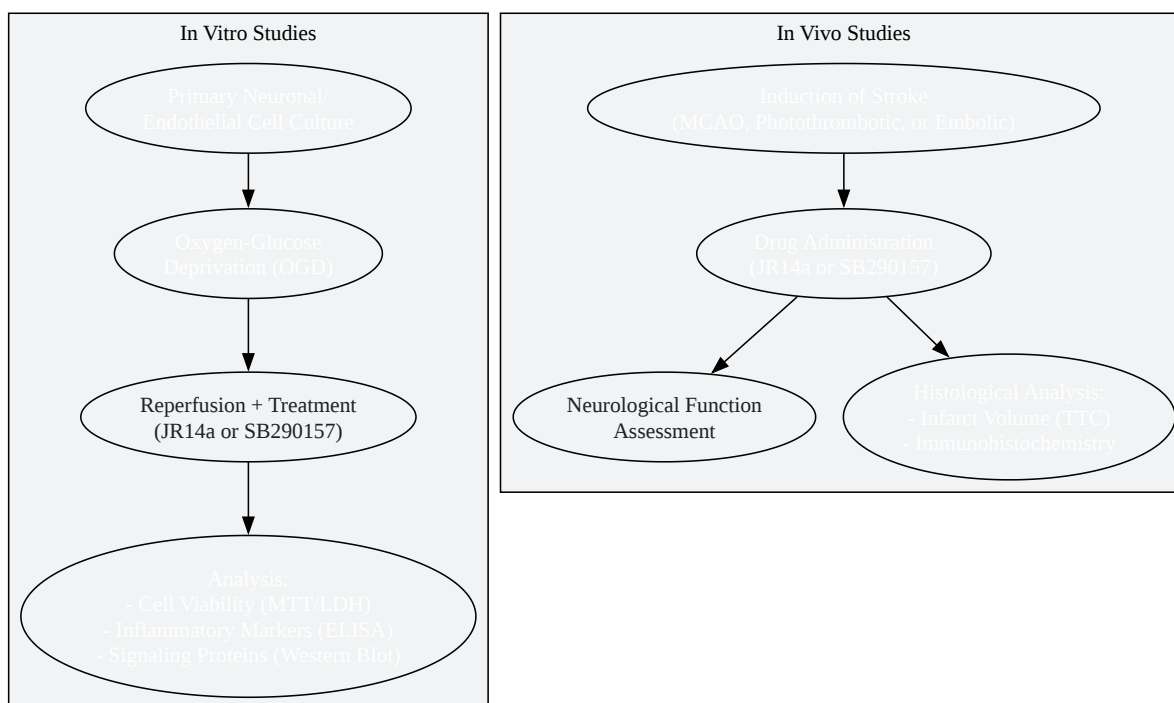 In Vitro Studies
Primary Neuronal/
Endothelial Cell Culture
Oxygen-Glucose
Deprivation (OGD)
Reperfusion + Treatment
(JR14a or SB290157)
Analysis:
- Cell Viability (MTT/LDH)
- Inflammatory Markers (ELISA)
- Signaling Proteins (Western Blot)
In Vivo Studies
Induction of Stroke
(MCAO, Photothrombotic, or Embolic)
Drug Administration
(JR14a or SB290157)
Neurological Function
Assessment
Histological Analysis:
- Infarct Volume (TTC)
- Immunohistochemistry